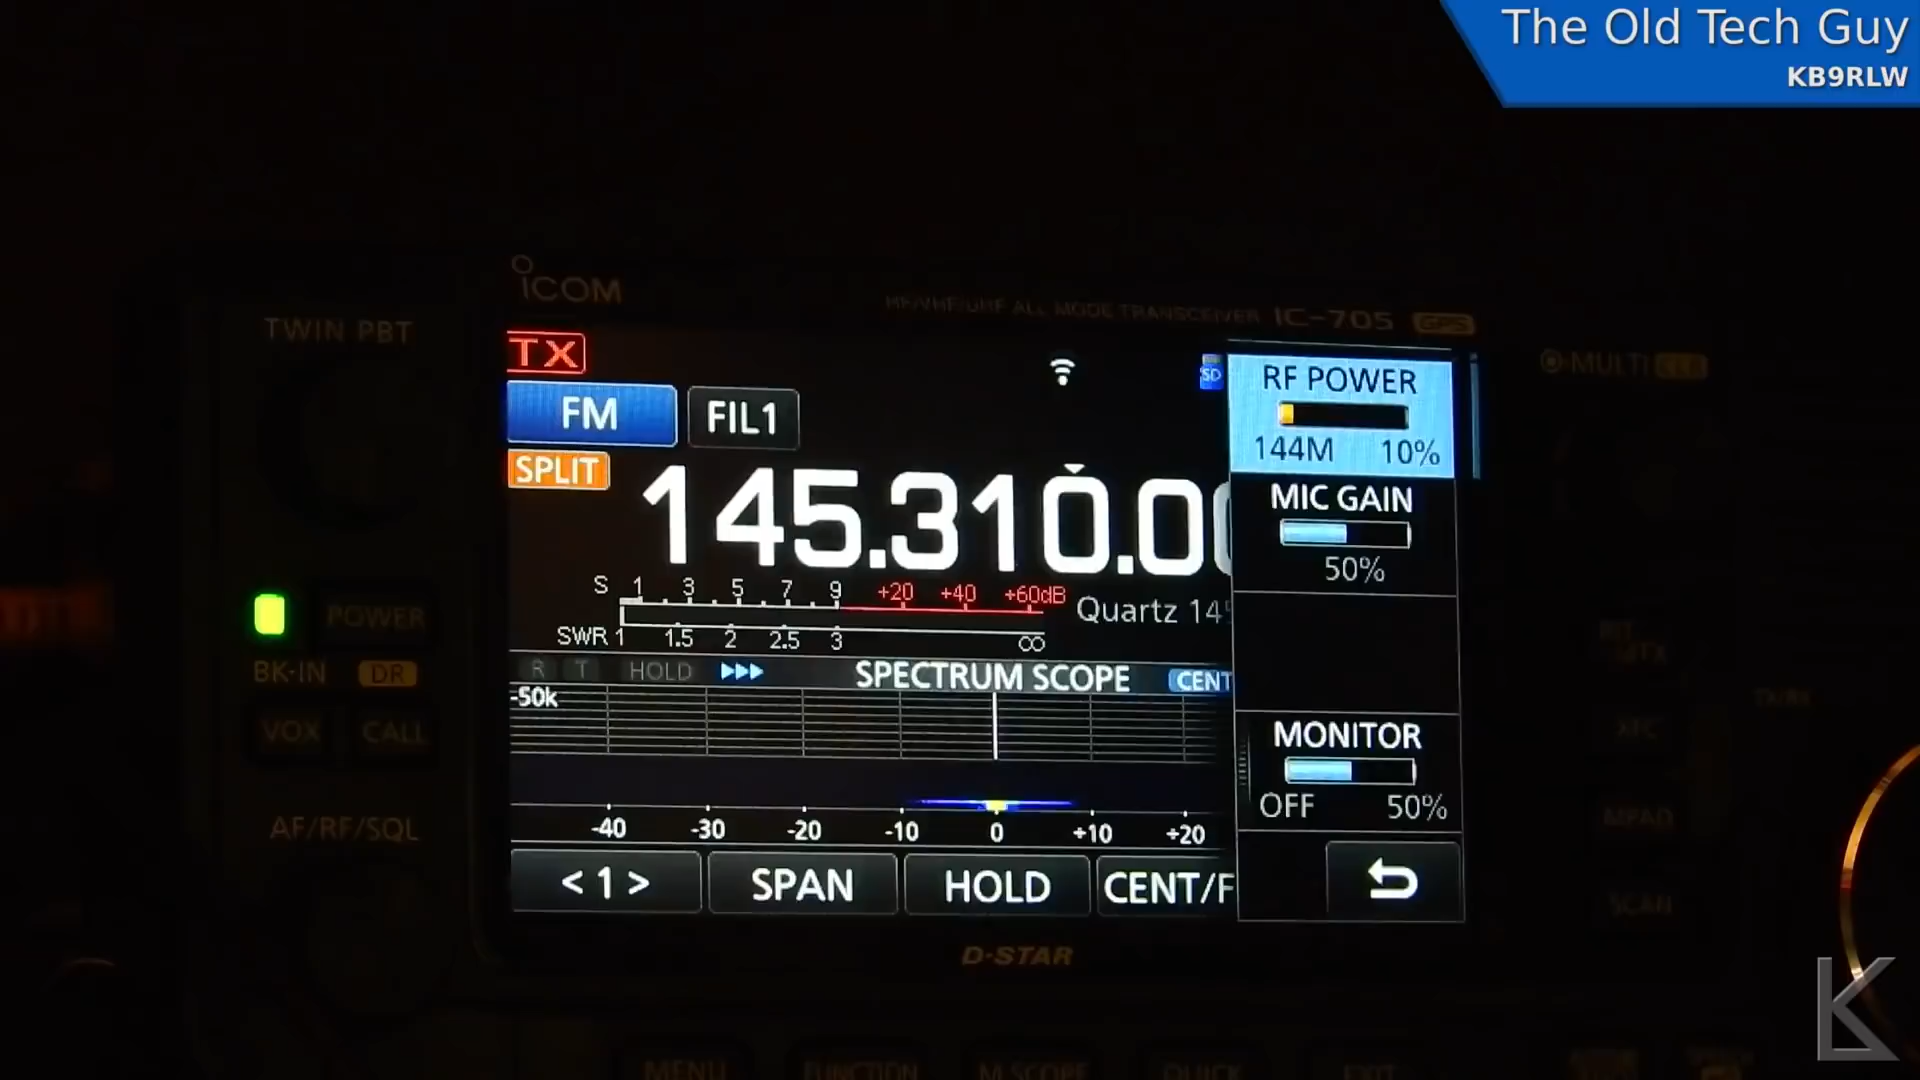 The Old Tech Guy
KB9RLW
ICOM
HF/VHF/UHF ALL MODE TRANSCEIVER IC-705 GPS
TWIN PBT
TX
SD
RF POWER
144M 10%
MULTI
FM FIL1
SPLIT
145.310.0
MIC GAIN
50%
S 1 3 5 7 9 +20 +40 +60dB
Quartz 14
SWR 1 1.5 2 2.5 3 ∞
POWER
BK-IN DR
VOX CALL
AF/RF/SQL
R T HOLD SPECTRUM SCOPE CENT
-50k
MONITOR
OFF 50%
-40 -30 -20 -10 0 +10 +20
<1> SPAN HOLD CENT/F
MPAD
SCAN
D-STAR
MENU FUNCTION M.SCOPE QUICK EXIT
K